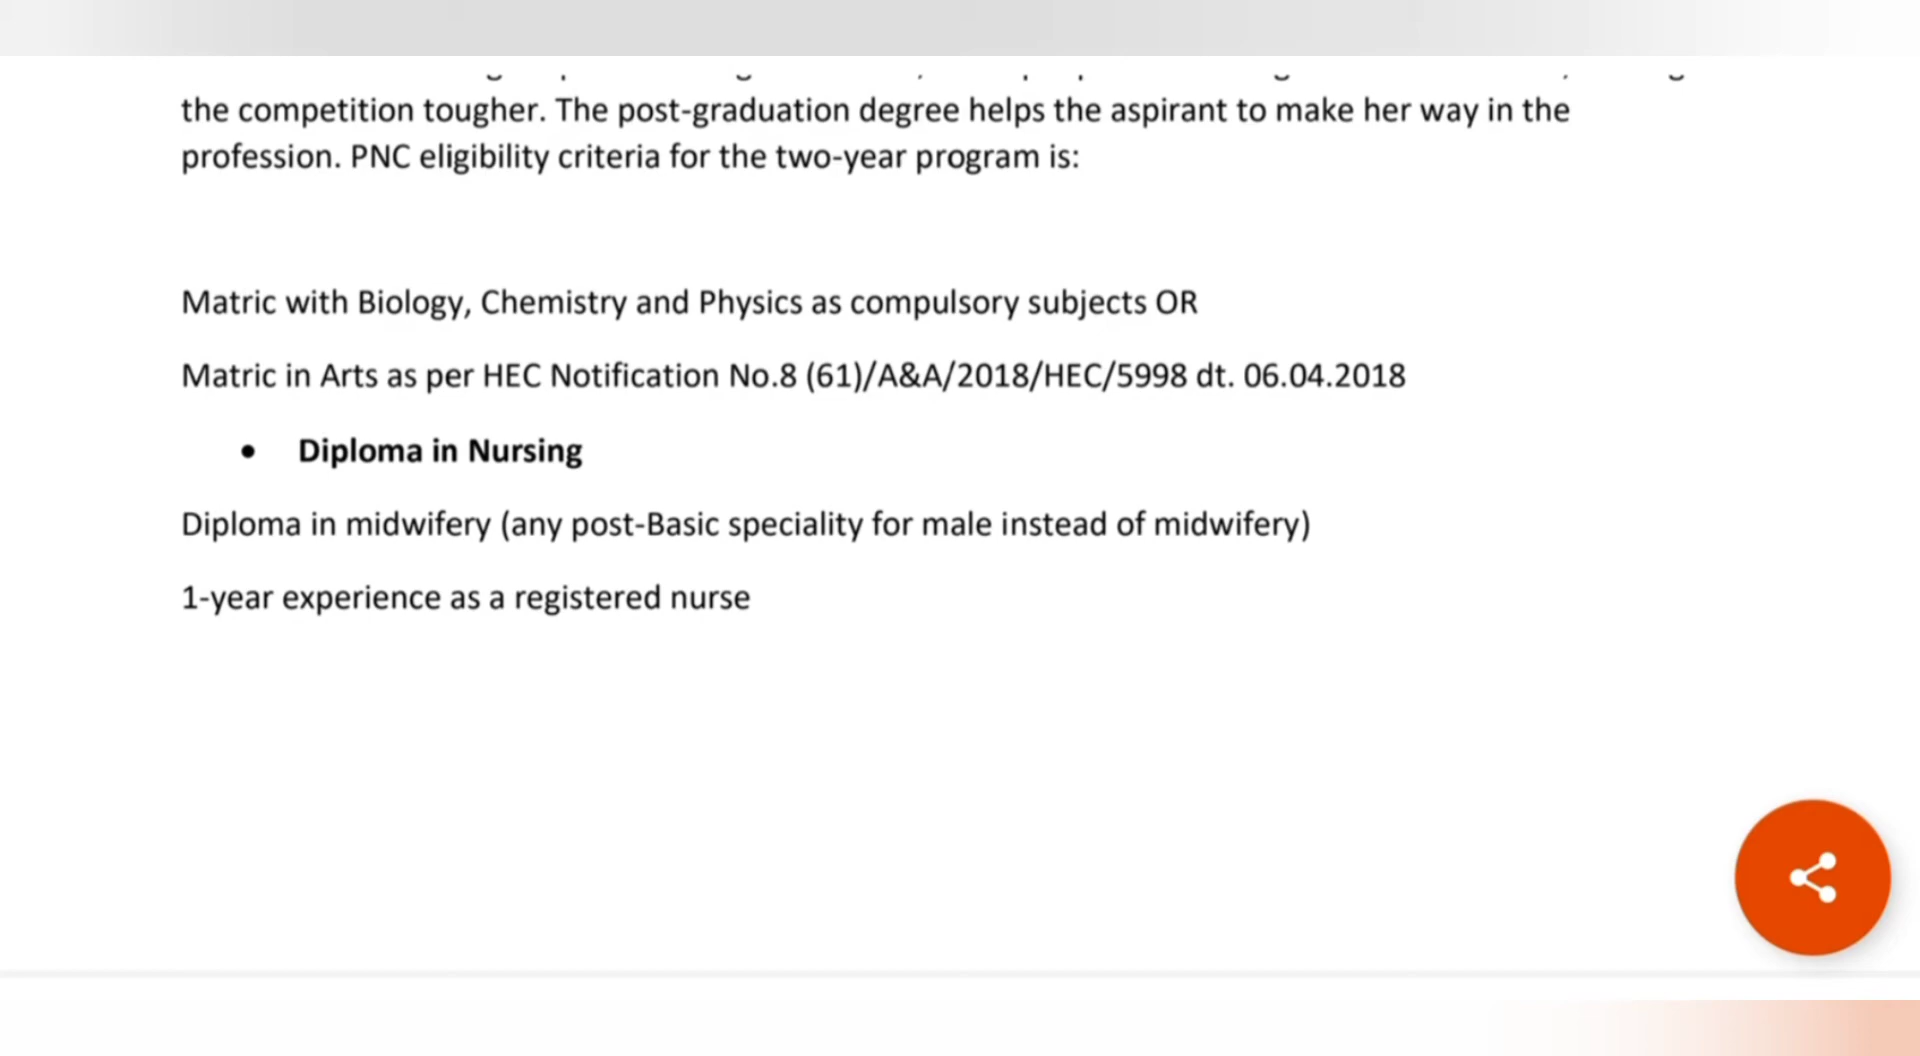 the competition tougher. The post-graduation degree helps the aspirant to make her way in the
profession. PNC eligibility criteria for the two-year program is:
Matric with Biology, Chemistry and Physics as compulsory subjects OR
Matric in Arts as per HEC Notification No.8 (61)/A&A/2018/HEC/5998 dt. 06.04.2018
• Diploma in Nursing
Diploma in midwifery (any post-Basic speciality for male instead of midwifery)
1-year experience as a registered nurse